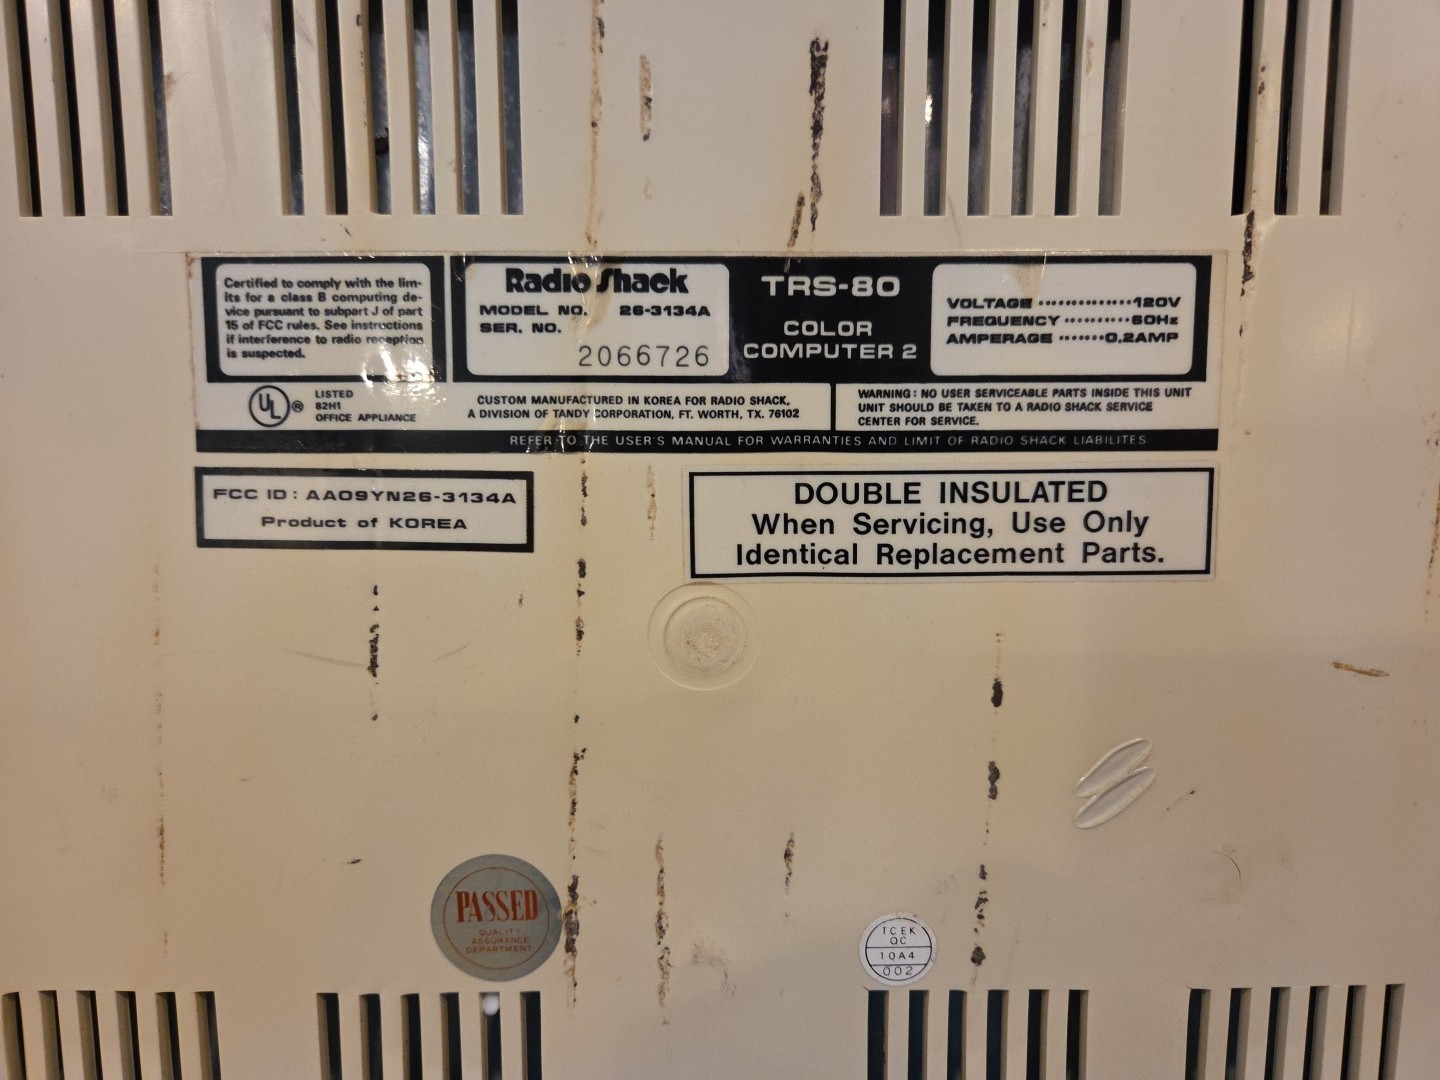 Certified to comply with the lim-
its for a class B computing de-
vice pursuant to subpart J of part
15 of FCC rules. See instructions
if interference to radio reception
is suspected.
Radio Shack
MODEL NO. 26-3134A
SER. NO.
2066726
TRS-80
COLOR
COMPUTER 2
VOLTAGE ··············120V
FREQUENCY ··········60Hz
AMPERAGE ·······0.2AMP
UL ®
LISTED
82H1
OFFICE APPLIANCE
CUSTOM MANUFACTURED IN KOREA FOR RADIO SHACK,
A DIVISION OF TANDY CORPORATION, FT. WORTH, TX. 76102
WARNING : NO USER SERVICEABLE PARTS INSIDE THIS UNIT
UNIT SHOULD BE TAKEN TO A RADIO SHACK SERVICE
CENTER FOR SERVICE.
REFER TO THE USER'S MANUAL FOR WARRANTIES AND LIMIT OF RADIO SHACK LIABILITES
FCC ID : AAO9YN26-3134A
Product of KOREA
DOUBLE INSULATED
When Servicing, Use Only
Identical Replacement Parts.
PASSED
QUALITY
ASSURANCE
DEPARTMENT
TCEK
QC
10A4
002